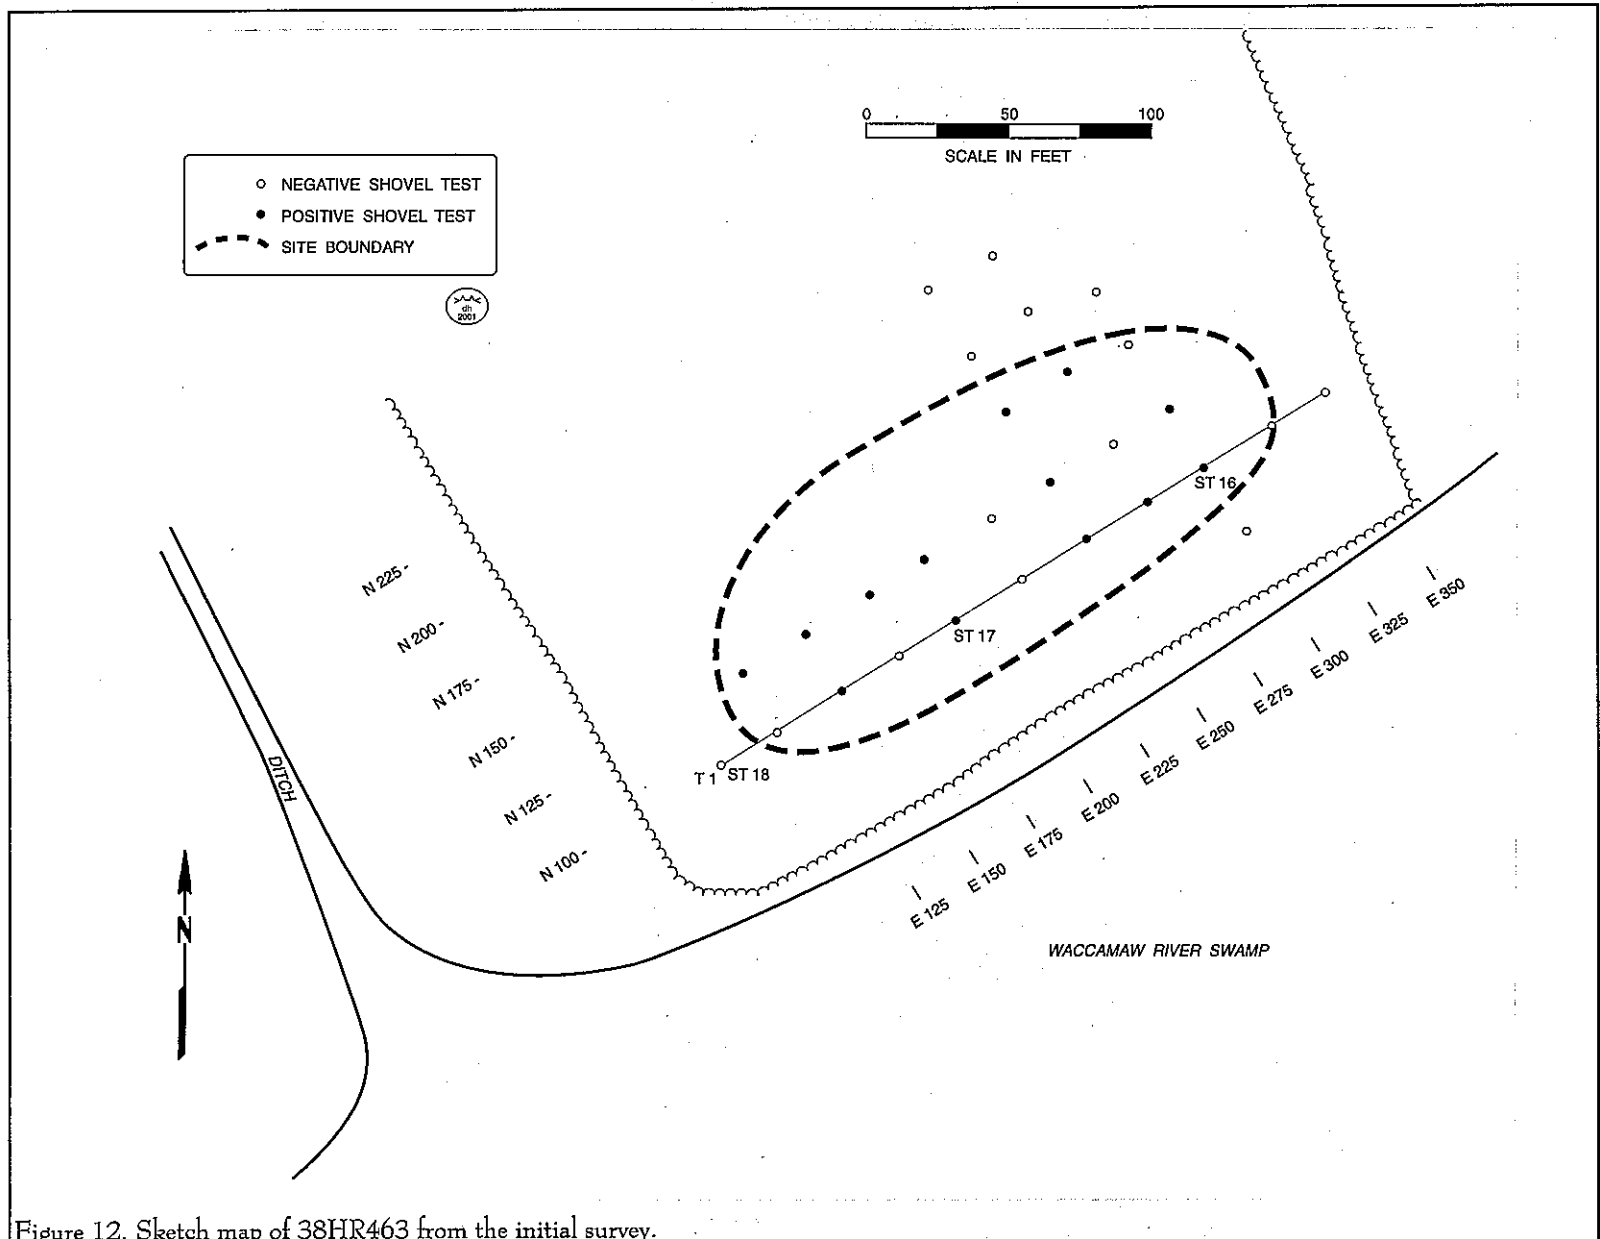 0 50 100
SCALE IN FEET
NEGATIVE SHOVEL TEST
POSITIVE SHOVEL TEST
SITE BOUNDARY
dh
2001
ST 16
ST 17
T 1 ST 18
N 225 -
N 200 -
N 175 -
N 150 -
N 125 -
N 100 -
DITCH
N
E 350
E 325
E 300
E 275
E 250
E 225
E 200
E 175
E 150
E 125
WACCAMAW RIVER SWAMP
Figure 12. Sketch map of 38HR463 from the initial survey.